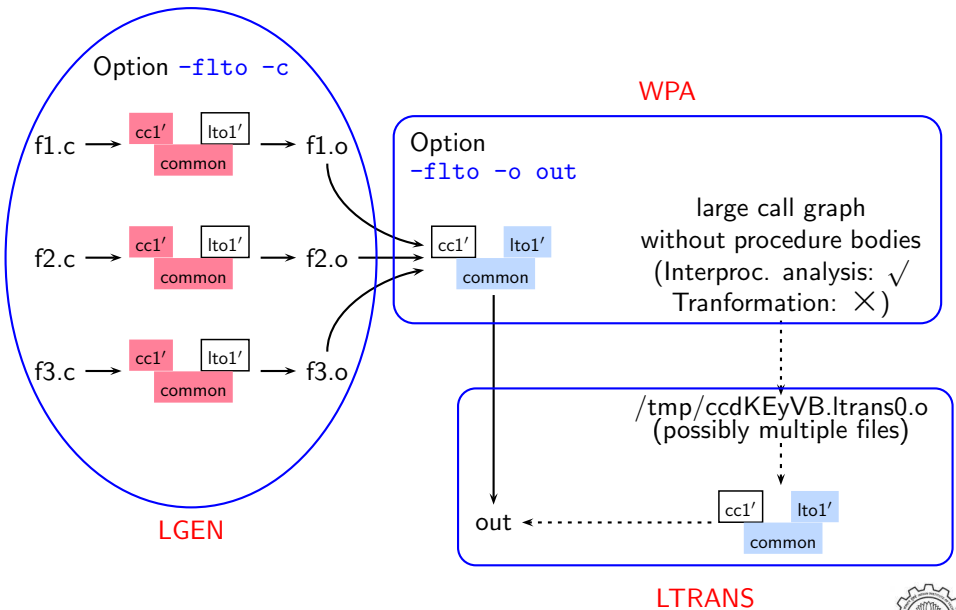 Option -flto -c
f1.c
cc1′
lto1′
common
f1.o
f2.c
cc1′
lto1′
common
f2.o
f3.c
cc1′
lto1′
common
f3.o
LGEN
WPA
Option
-flto -o out
cc1′
lto1′
common
large call graph
without procedure bodies
(Interproc. analysis: √
Tranformation: ×)
/tmp/ccdKEyVB.ltrans0.o
(possibly multiple files)
cc1′
lto1′
common
out
LTRANS